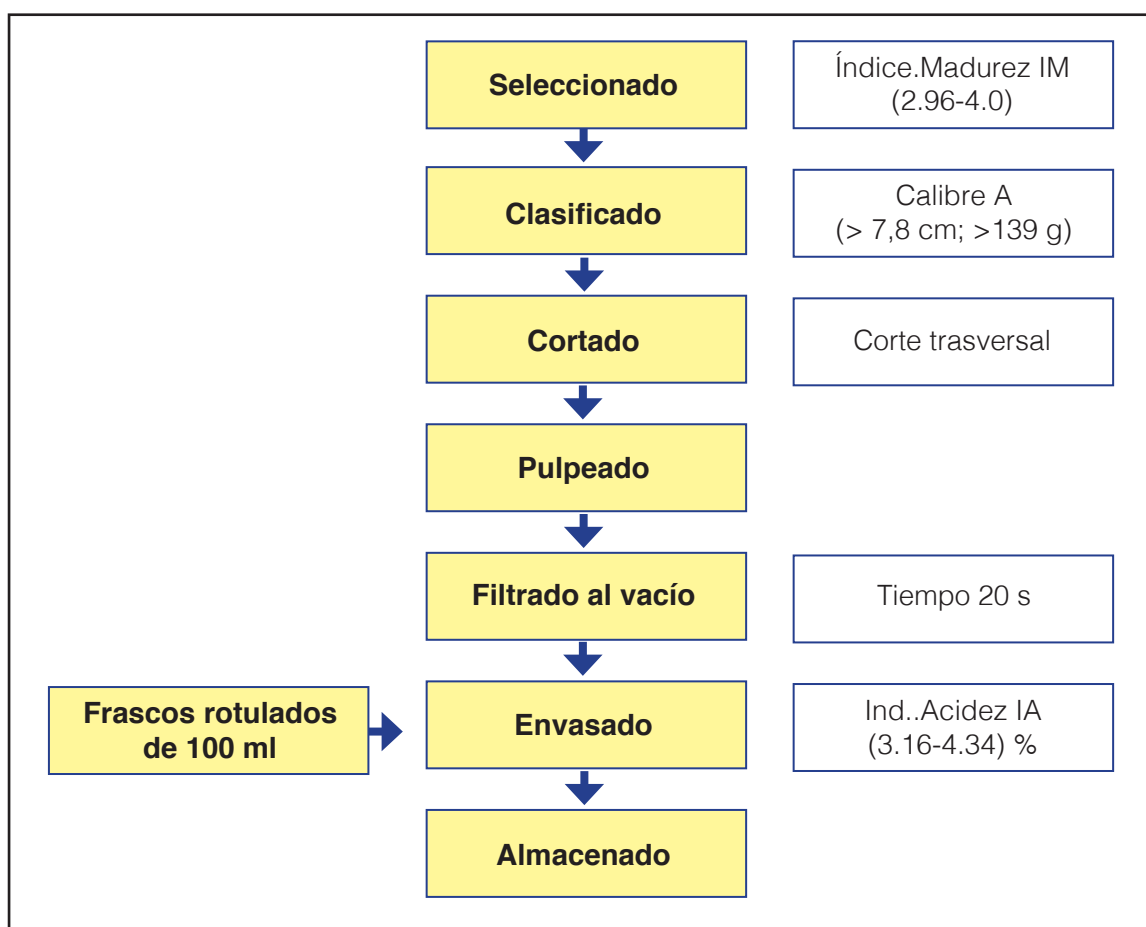 Seleccionado
Índice.Madurez IM
(2.96-4.0)
Clasificado
Calibre A
(> 7,8 cm; >139 g)
Cortado
Corte trasversal
Pulpeado
Filtrado al vacío
Tiempo 20 s
Frascos rotulados
de 100 ml
Envasado
Ind..Acidez IA
(3.16-4.34) %
Almacenado